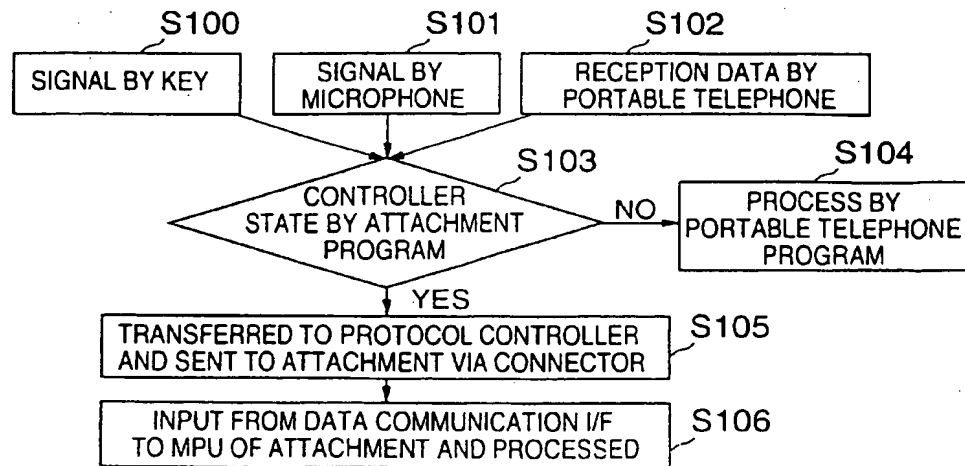 S100
SIGNAL BY KEY
S101
SIGNAL BY
MICROPHONE
S102
RECEPTION DATA BY
PORTABLE TELEPHONE
S103
CONTROLLER
STATE BY ATTACHMENT
PROGRAM
NO
S104
PROCESS BY
PORTABLE TELEPHONE
PROGRAM
YES
S105
TRANSFERRED TO PROTOCOL CONTROLLER
AND SENT TO ATTACHMENT VIA CONNECTOR
S106
INPUT FROM DATA COMMUNICATION I/F
TO MPU OF ATTACHMENT AND PROCESSED